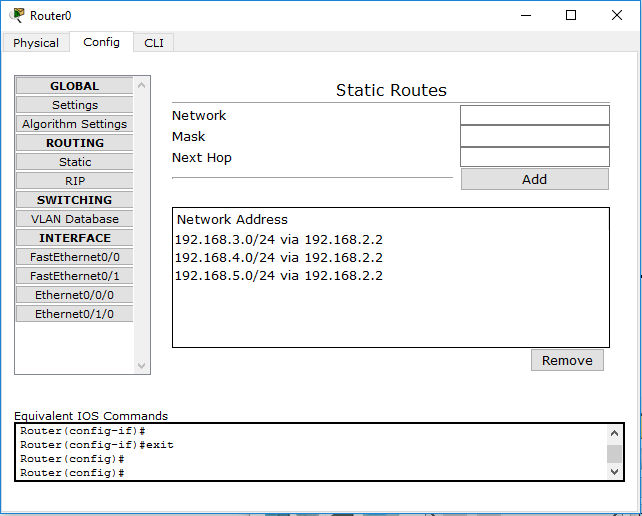 Router0
Physical Config CLI
GLOBAL
Settings
Algorithm Settings
ROUTING
Static
RIP
SWITCHING
VLAN Database
INTERFACE
FastEthernet0/0
FastEthernet0/1
Ethernet0/0/0
Ethernet0/1/0
Static Routes
Network
Mask
Next Hop
Add
Network Address
192.168.3.0/24 via 192.168.2.2
192.168.4.0/24 via 192.168.2.2
192.168.5.0/24 via 192.168.2.2
Remove
Equivalent IOS Commands
Router(config-if)#
Router(config-if)#exit
Router(config)#
Router(config)#